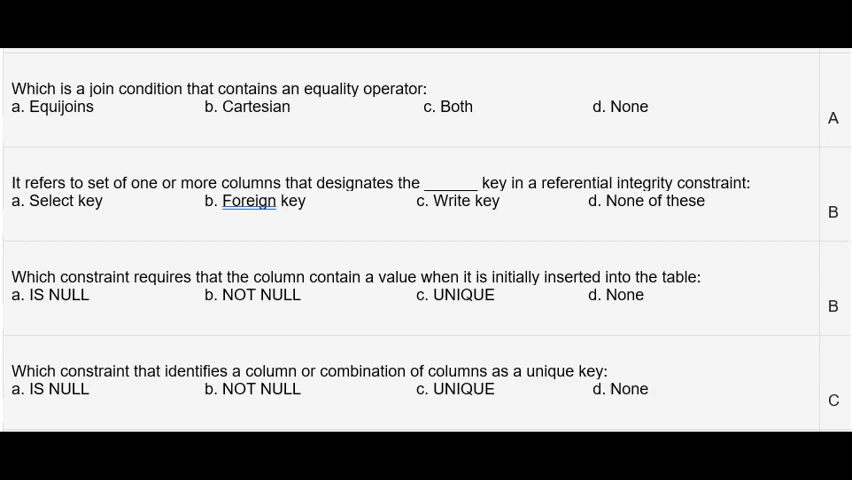 Which is a join condition that contains an equality operator:
a. Equijoins b. Cartesian c. Both d. None
A
It refers to set of one or more columns that designates the ______ key in a referential integrity constraint:
a. Select key b. Foreign key c. Write key d. None of these
B
Which constraint requires that the column contain a value when it is initially inserted into the table:
a. IS NULL b. NOT NULL c. UNIQUE d. None
B
Which constraint that identifies a column or combination of columns as a unique key:
a. IS NULL b. NOT NULL c. UNIQUE d. None
C